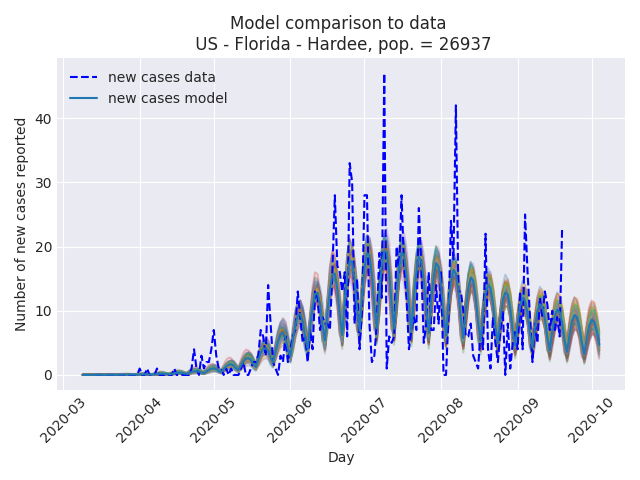 Model comparison to data
US - Florida - Hardee, pop. = 26937
new cases data
new cases model
Number of new cases reported
40
30
20
10
0
2020-03
2020-04
2020-05
2020-06
2020-07
2020-08
2020-09
2020-10
Day